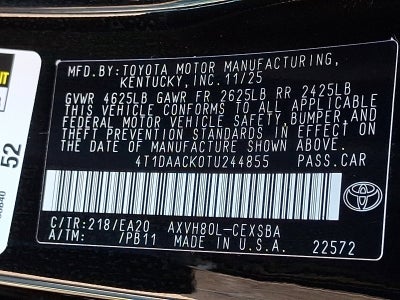 MFD.BY:TOYOTA MOTOR MANUFACTURING,
KENTUCKY, INC. 11/25
GVWR 4625LB GAWR FR 2625LB RR 2425LB
THIS VEHICLE CONFORMS TO ALL APPLICABLE
FEDERAL MOTOR VEHICLE SAFETY,BUMPER,AND
THEFT PREVENTION STANDARDS IN EFFECT
ON THE DATE OF MANUFACTURE SHOWN ABOVE.
4T1DAACK0TU244855 PASS.CAR
C/TR:218/EA20 AXVH80L-CEXSBA
A/TM: /PB11 MADE IN U.S.A. 22572
TOYOTA
52